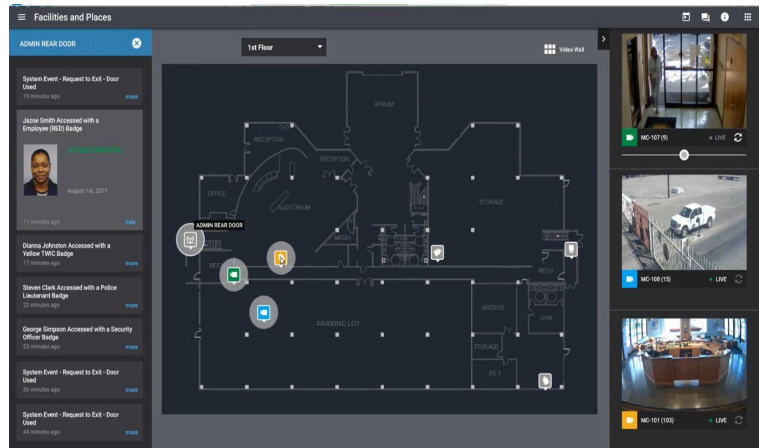 Facilities and Places
ADMIN REAR DOOR
System Event - Request to Exit - Door
Used
10 minutes ago
more
Jazoe Smith Accessed with a
Employee (RED) Badge
ACCESS GRANTED
August 1st, 2017
11 minutes ago
hide
Dianna Johnston Accessed with a
Yellow TWIC Badge
17 minutes ago
more
Steven Clark Accessed with a Police
Lieutenant Badge
22 minutes ago
more
George Simpson Accessed with a Security
Officer Badge
23 minutes ago
more
System Event - Request to Exit - Door
Used
26 minutes ago
more
System Event - Request to Exit - Door
Used
44 minutes ago
more
1st Floor
Video Wall
ATRIUM
RECEPTION
RECEPTION
OFFICE
AUDITORIUM
STORAGE
ADMIN REAR DOOR
MEDIA
MECH
ARCHIVE
GYM
PARKING LOT
STORAGE
RE 1
MC-107 (9)
LIVE
MC-108 (15)
LIVE
MC-101 (103)
LIVE